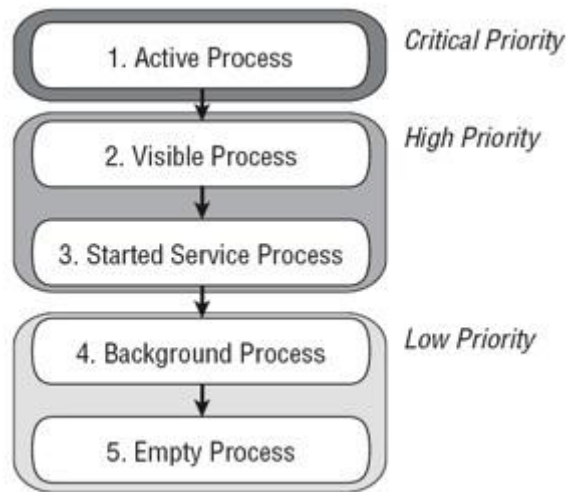 1. Active Process
Critical Priority
2. Visible Process
High Priority
3. Started Service Process
4. Background Process
Low Priority
5. Empty Process